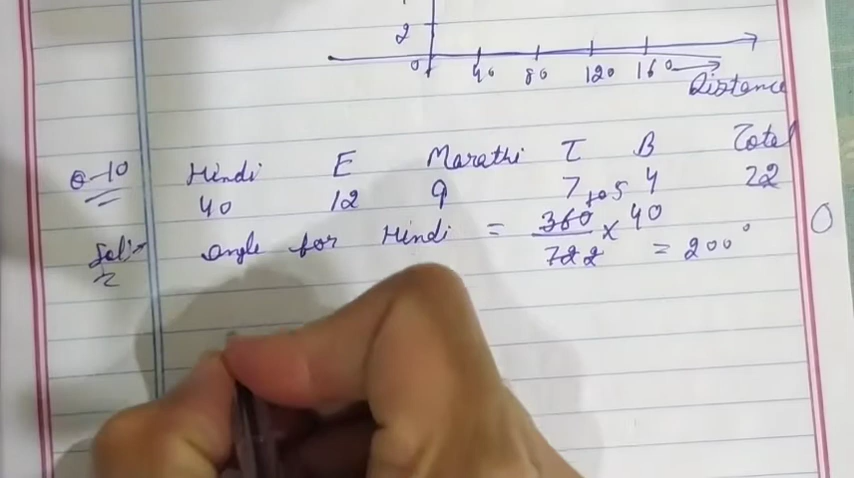 2
0 40 80 120 160
Distance
Q-10 Hindi E Marathi T B Total
40 12 9 7 4 72
Sol:- angle for Hindi = 360/72 × 40 = 200°